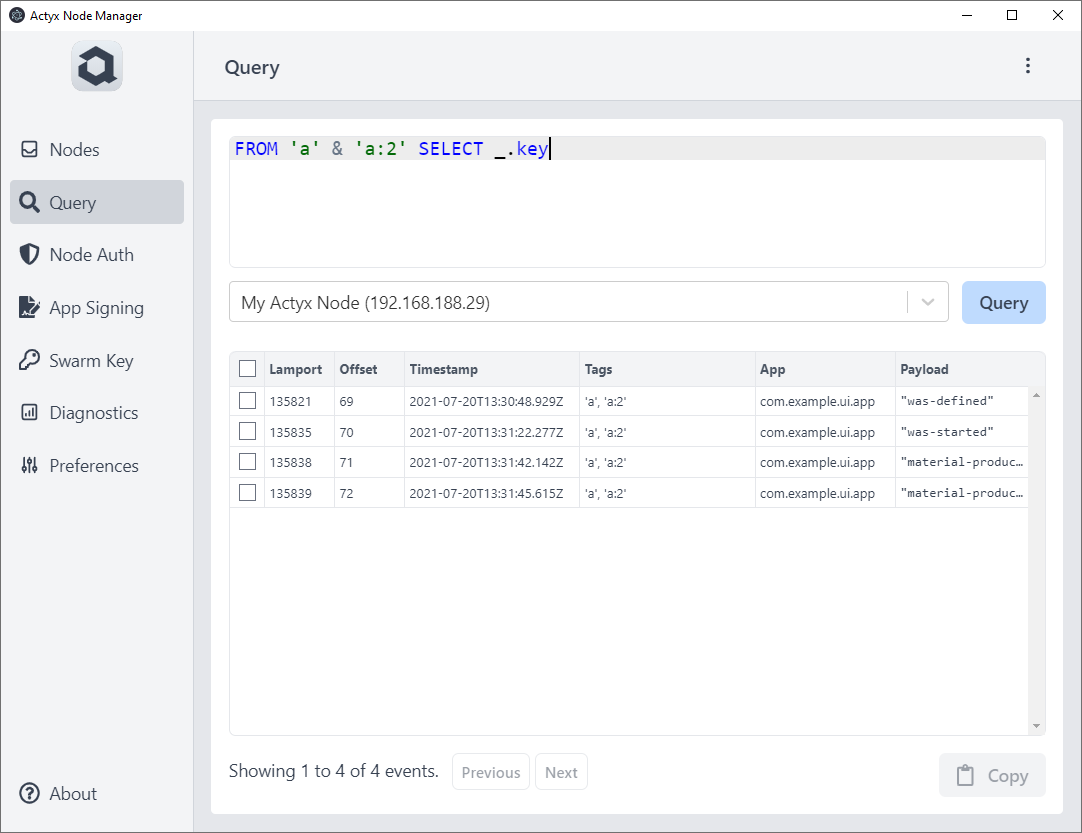 Actyx Node Manager
Nodes
Query
Node Auth
App Signing
Swarm Key
Diagnostics
Preferences
About
Query
FROM 'a' & 'a:2' SELECT _.key
My Actyx Node (192.168.188.29)
Query
Lamport Offset Timestamp Tags App Payload
135821 69 2021-07-20T13:30:48.929Z 'a', 'a:2' com.example.ui.app "was-defined"
135835 70 2021-07-20T13:31:22.277Z 'a', 'a:2' com.example.ui.app "was-started"
135838 71 2021-07-20T13:31:42.142Z 'a', 'a:2' com.example.ui.app "material-produc…
135839 72 2021-07-20T13:31:45.615Z 'a', 'a:2' com.example.ui.app "material-produc…
Showing 1 to 4 of 4 events. Previous Next
Copy